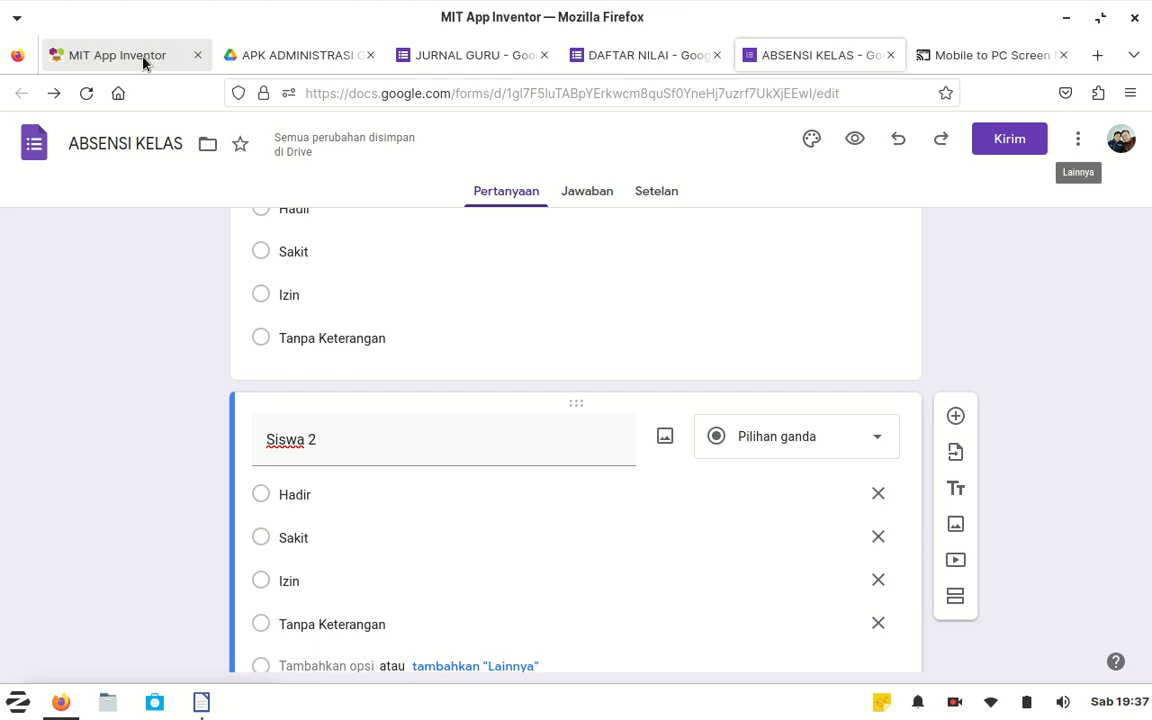 MIT App Inventor — Mozilla Firefox
MIT App Inventor
APK ADMINISTRASI G
JURNAL GURU - Goo
DAFTAR NILAI - Goog
ABSENSI KELAS - Go
Mobile to PC Screen
https://docs.google.com/forms/d/1gl7F5luTABpYErkwcm8quSf0YneHj7uzrf7UkXjEEwI/edit
ABSENSI KELAS
Semua perubahan disimpan
di Drive
Kirim
Lainnya
Pertanyaan
Jawaban
Setelan
Hadir
Sakit
Izin
Tanpa Keterangan
Siswa 2
Pilihan ganda
Hadir
Sakit
Izin
Tanpa Keterangan
Tambahkan opsi atau tambahkan "Lainnya"
Sab 19:37